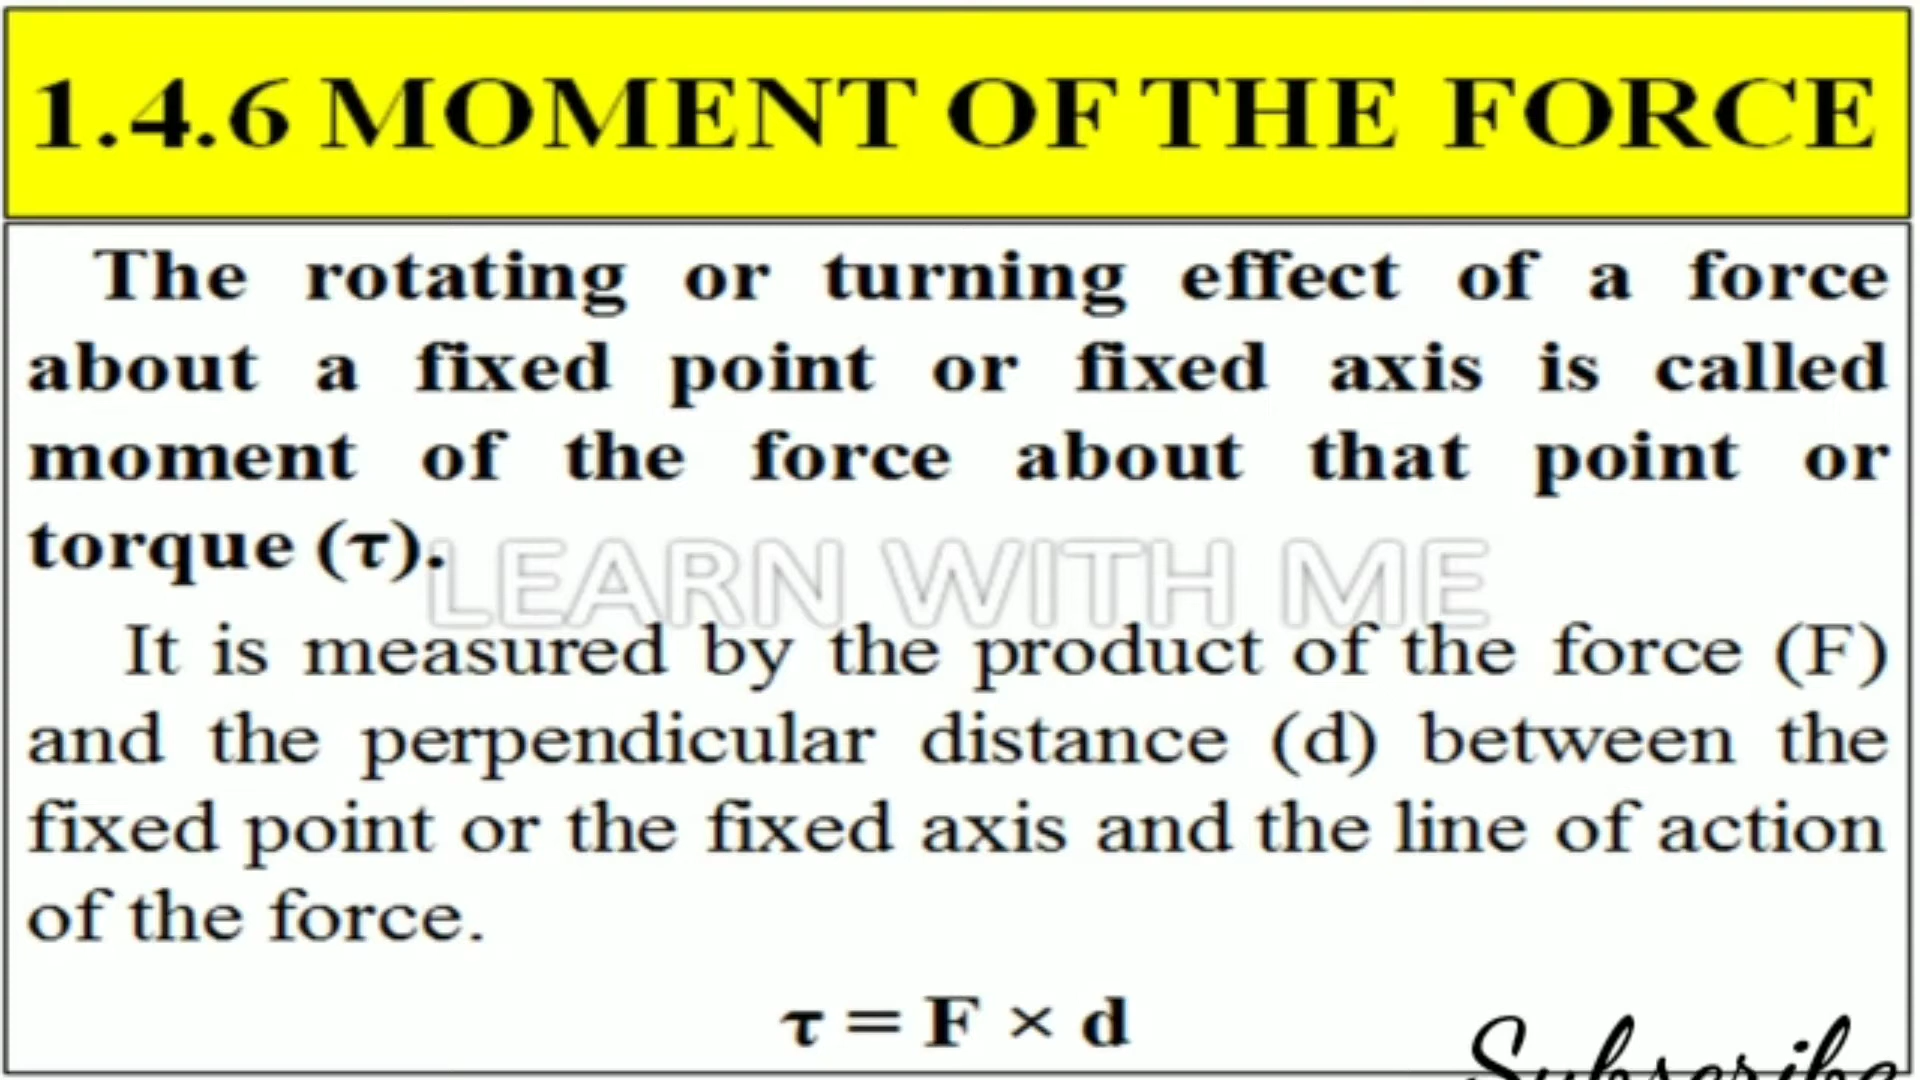 1.4.6 MOMENT OF THE FORCE
The rotating or turning effect of a force
about a fixed point or fixed axis is called
moment of the force about that point or
torque (τ).
LEARN WITH ME
It is measured by the product of the force (F)
and the perpendicular distance (d) between the
fixed point or the fixed axis and the line of action
of the force.
τ = F × d
Subscribe